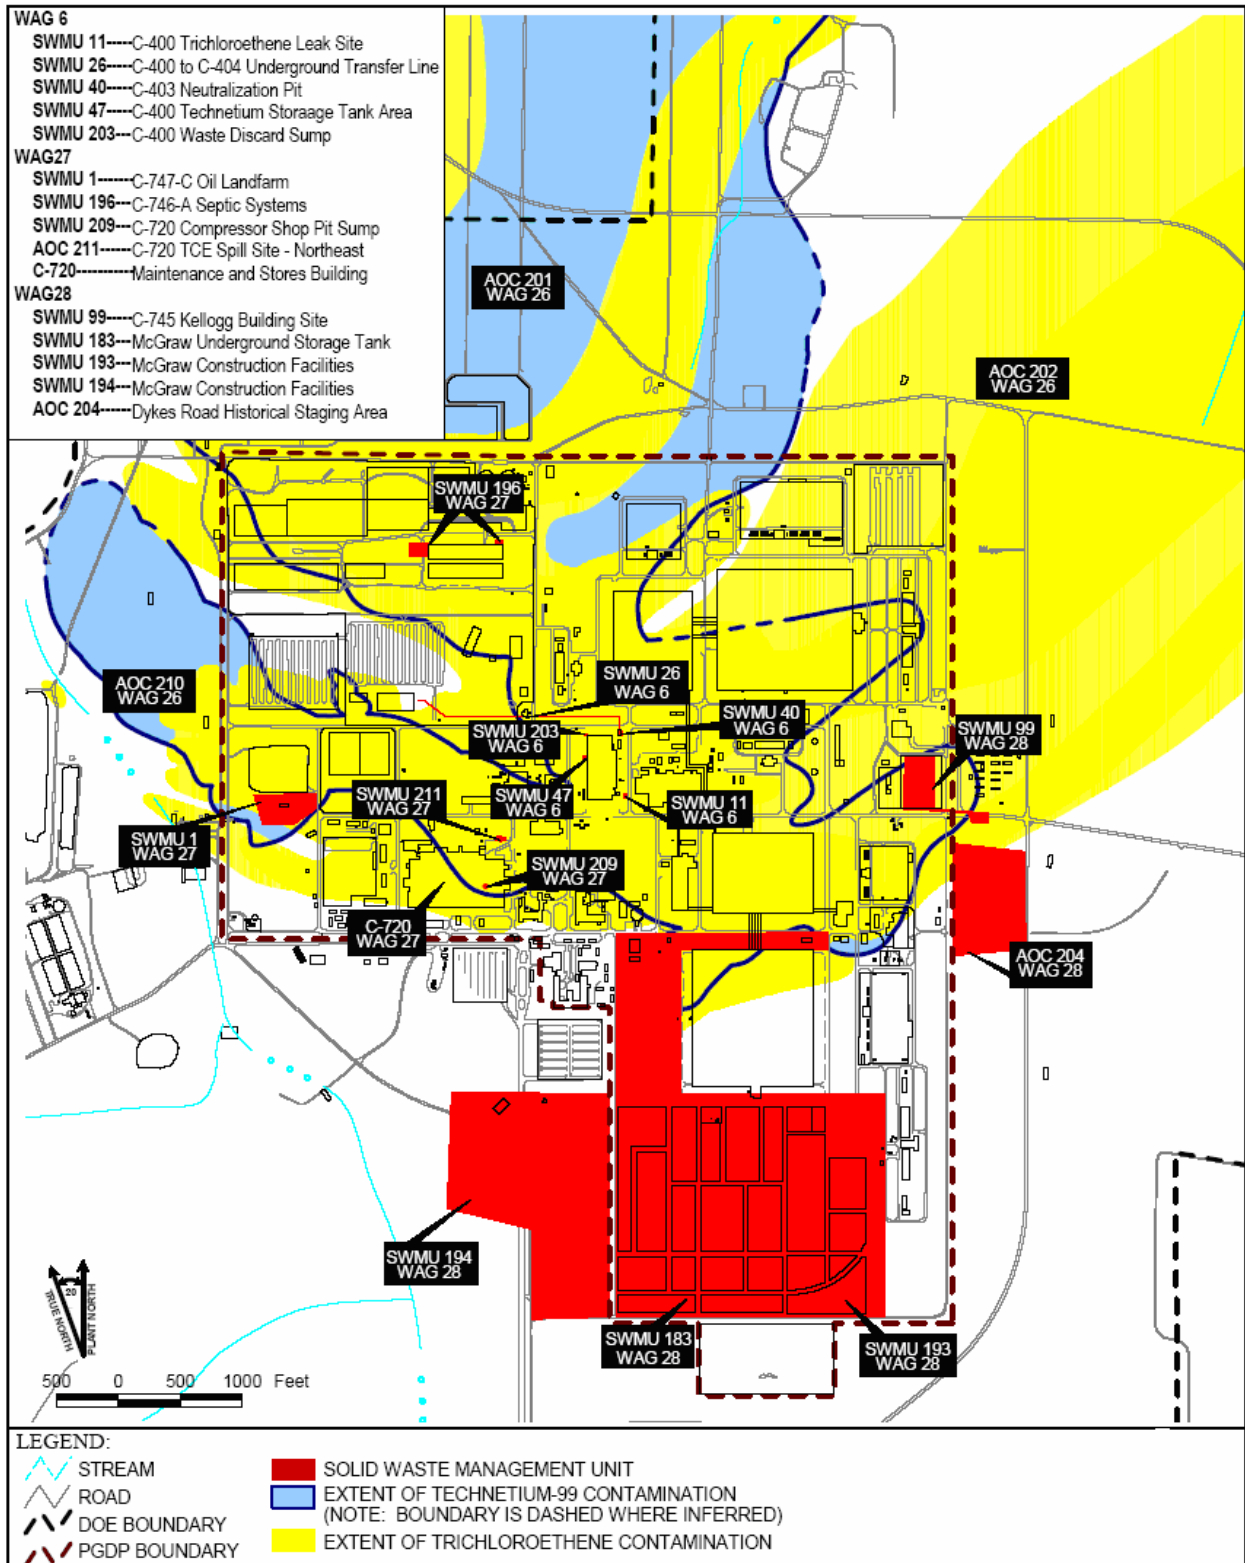 WAG 6
SWMU 11-----C-400 Trichloroethene Leak Site
SWMU 26-----C-400 to C-404 Underground Transfer Line
SWMU 40-----C-403 Neutralization Pit
SWMU 47-----C-400 Technetium Storaage Tank Area
SWMU 203---C-400 Waste Discard Sump
WAG27
SWMU 1-------C-747-C Oil Landfarm
SWMU 196---C-746-A Septic Systems
SWMU 209---C-720 Compressor Shop Pit Sump
AOC 211------C-720 TCE Spill Site - Northeast
C-720-----------Maintenance and Stores Building
WAG28
SWMU 99-----C-745 Kellogg Building Site
SWMU 183---McGraw Underground Storage Tank
SWMU 193---McGraw Construction Facilities
SWMU 194---McGraw Construction Facilities
AOC 204------Dykes Road Historical Staging Area
AOC 201
WAG 26
AOC 202
WAG 26
SWMU 196
WAG 27
AOC 210
WAG 26
SWMU 26
WAG 6
SWMU 203
WAG 6
SWMU 40
WAG 6
SWMU 99
WAG 28
SWMU 211
WAG 27
SWMU 47
WAG 6
SWMU 11
WAG 6
SWMU 1
WAG 27
SWMU 209
WAG 27
C-720
WAG 27
AOC 204
WAG 28
SWMU 194
WAG 28
SWMU 183
WAG 28
SWMU 193
WAG 28
20
TRUE NORTH
PLANT NORTH
500 0 500 1000 Feet
LEGEND:
STREAM
ROAD
DOE BOUNDARY
PGDP BOUNDARY
SOLID WASTE MANAGEMENT UNIT
EXTENT OF TECHNETIUM-99 CONTAMINATION
(NOTE: BOUNDARY IS DASHED WHERE INFERRED)
EXTENT OF TRICHLOROETHENE CONTAMINATION